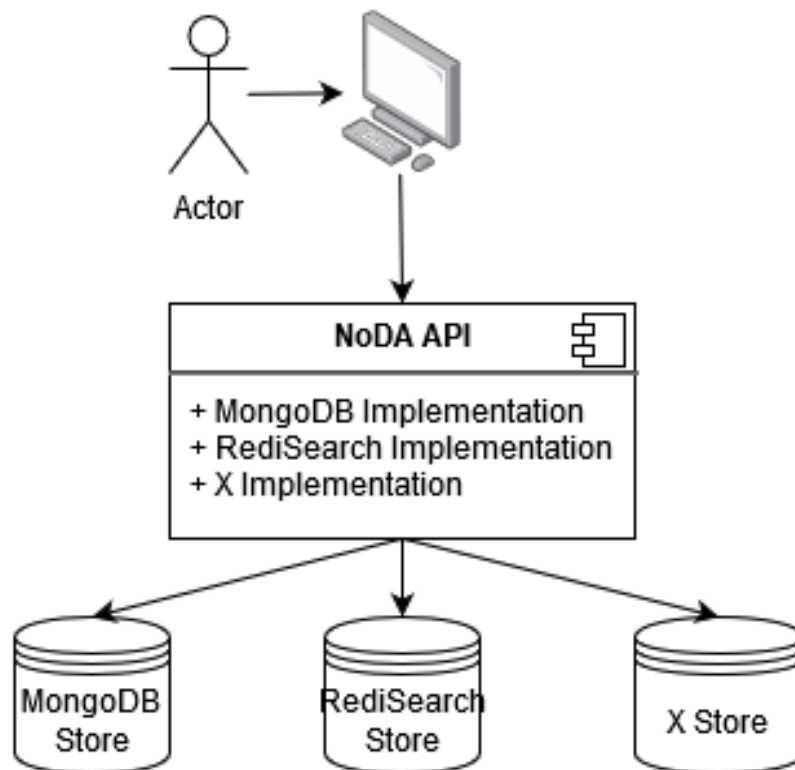 Actor
NoDA API
+ MongoDB Implementation
+ RediSearch Implementation
+ X Implementation
MongoDB
Store
RediSearch
Store
X Store